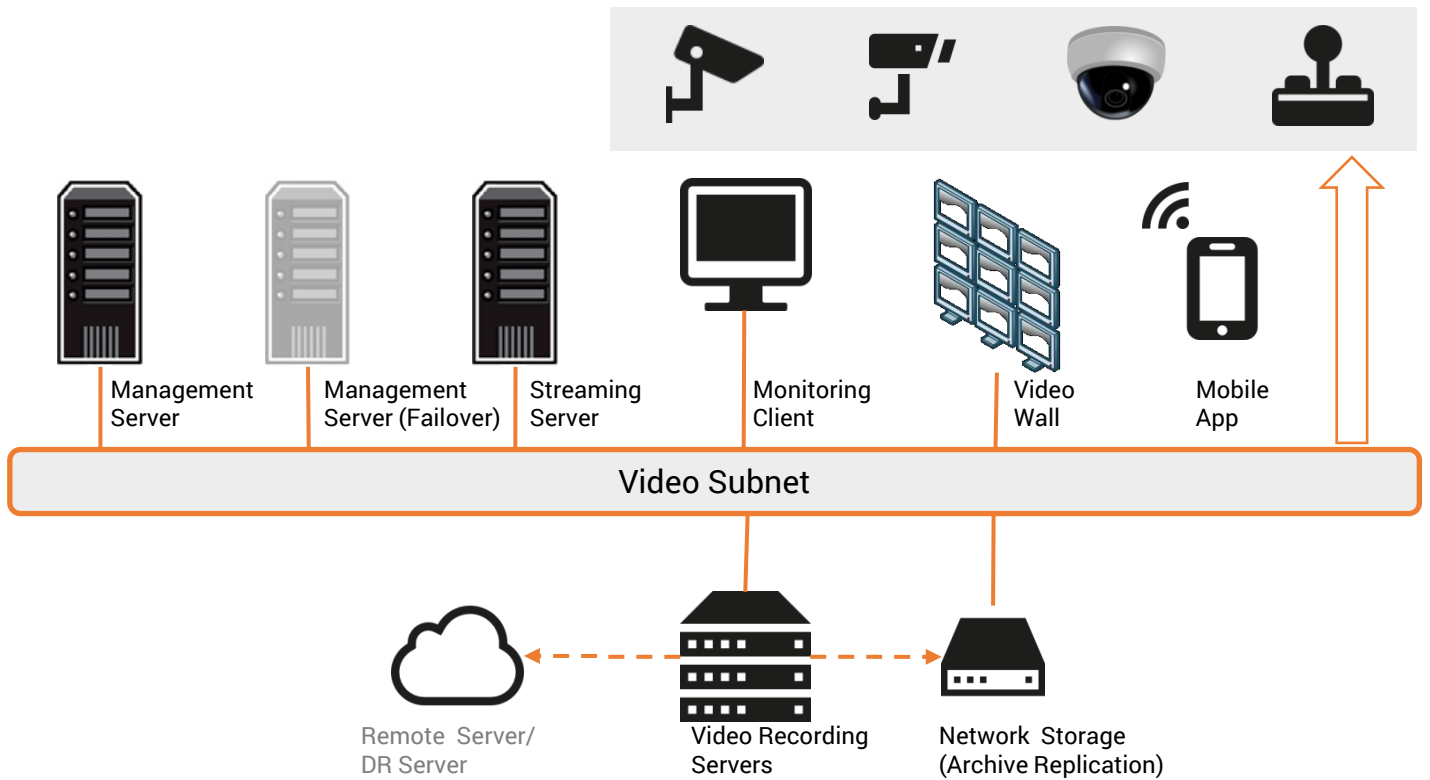 Management
Server
Management
Server (Failover)
Streaming
Server
Monitoring
Client
Video
Wall
Mobile
App
Video Subnet
Remote Server/
DR Server
Video Recording
Servers
Network Storage
(Archive Replication)